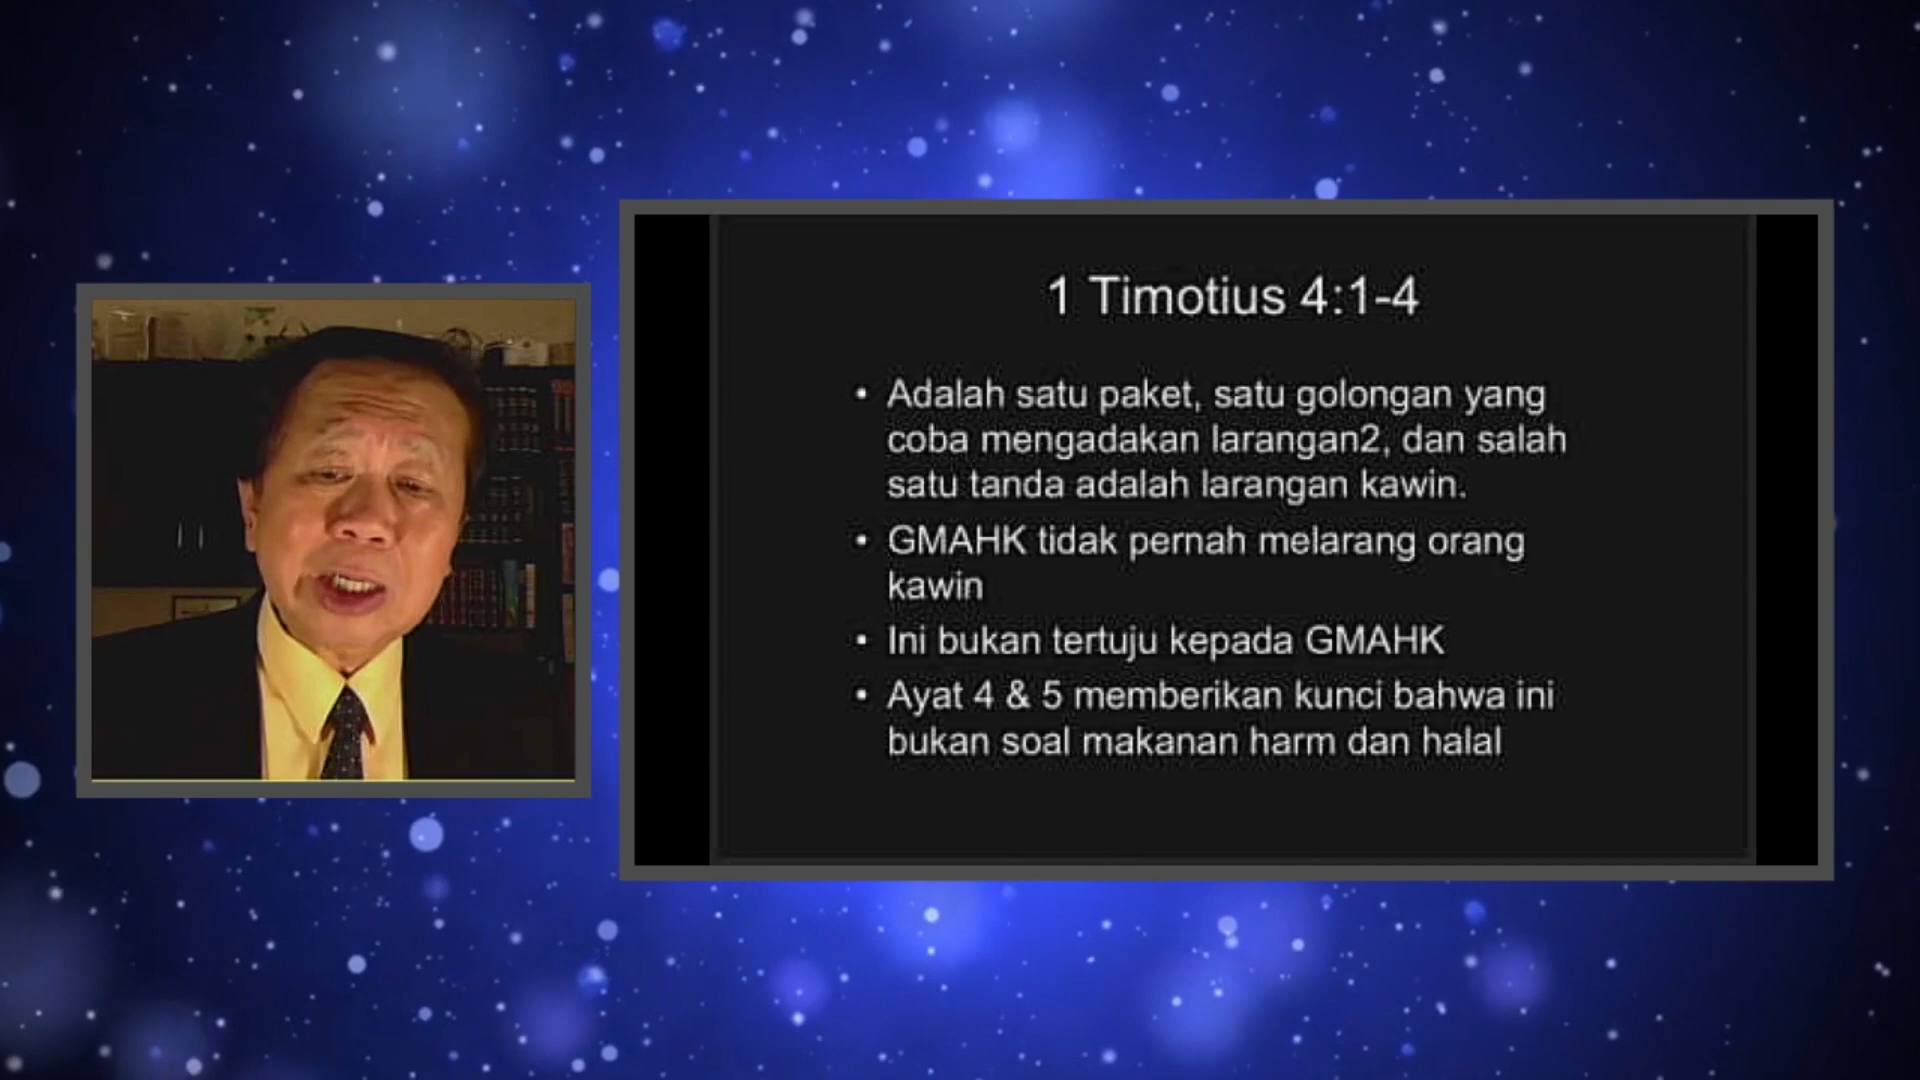 1 Timotius 4:1-4
• Adalah satu paket, satu golongan yang
coba mengadakan larangan2, dan salah
satu tanda adalah larangan kawin.
• GMAHK tidak pernah melarang orang
kawin
• Ini bukan tertuju kepada GMAHK
• Ayat 4 & 5 memberikan kunci bahwa ini
bukan soal makanan harm dan halal